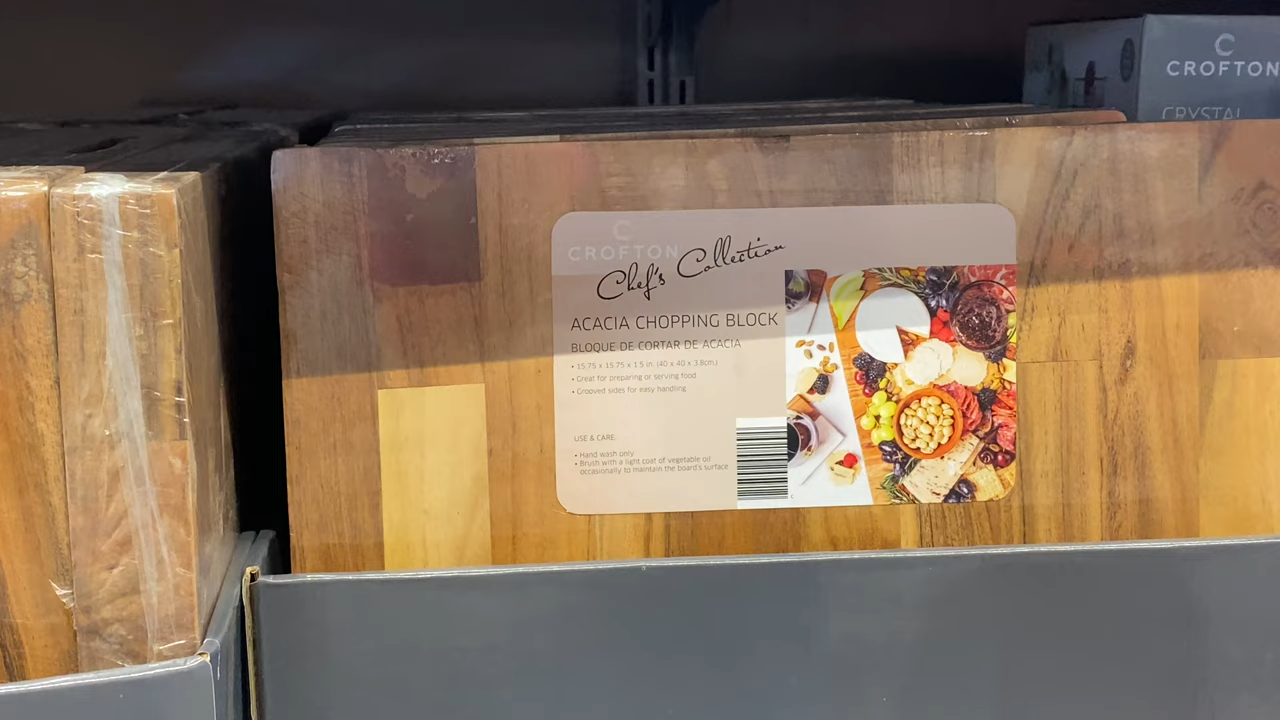 CROFTON
Chef's Collection
ACACIA CHOPPING BLOCK
BLOQUE DE CORTAR DE ACACIA
• 15.75 x 15.75 x 1.5 in. (40 x 40 x 3.8cm.)
• Great for preparing or serving food
• Grooved sides for easy handling
USE & CARE:
• Hand wash only
• Brush with a light coat of vegetable oil
occasionally to maintain the board's surface
C
CROFTON
CRYSTAL